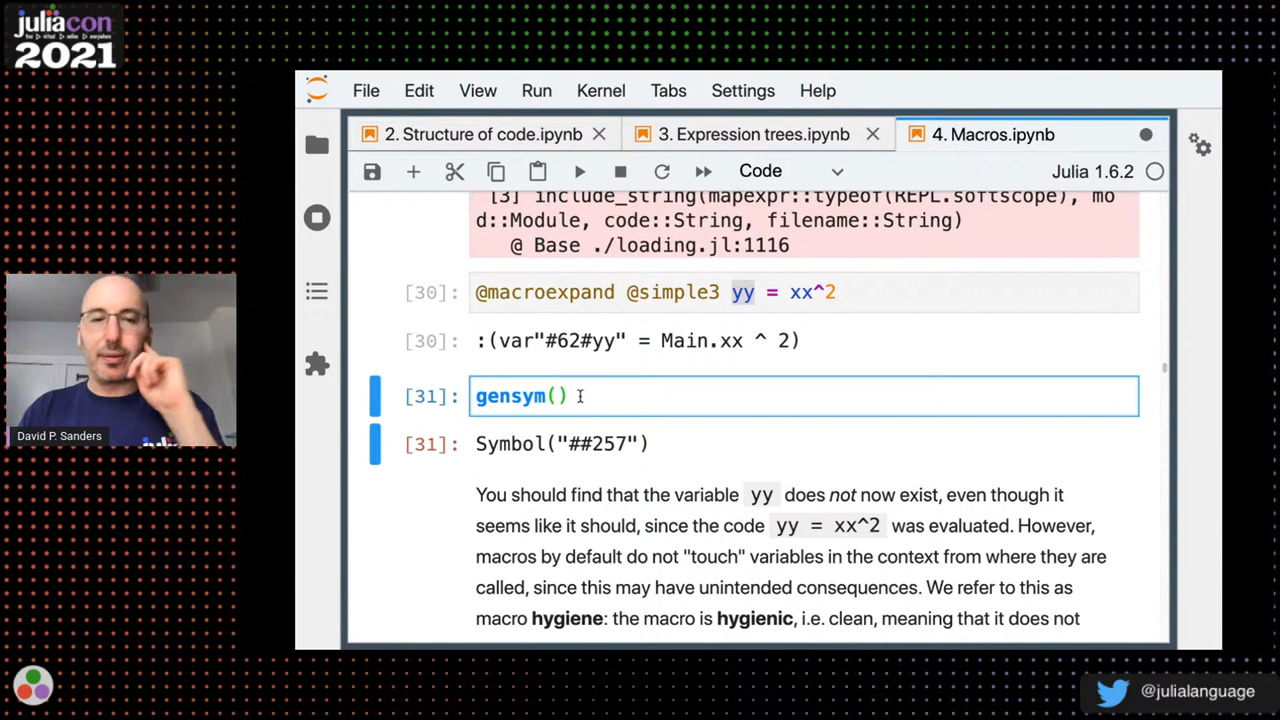 juliacon
2021
File Edit View Run Kernel Tabs Settings Help
2. Structure of code.ipynb
3. Expression trees.ipynb
4. Macros.ipynb
Code
Julia 1.6.2
[3] include_string(mapexpr::typeof(REPL.softscope), mo
d::Module, code::String, filename::String)
@ Base ./loading.jl:1116
[30]: @macroexpand @simple3 yy = xx^2
[30]: :(var"#62#yy" = Main.xx ^ 2)
[31]: gensym()
[31]: Symbol("##257")
You should find that the variable yy does not now exist, even though it
seems like it should, since the code yy = xx^2 was evaluated. However,
macros by default do not "touch" variables in the context from where they are
called, since this may have unintended consequences. We refer to this as
macro hygiene: the macro is hygienic, i.e. clean, meaning that it does not
David P. Sanders
@julialanguage